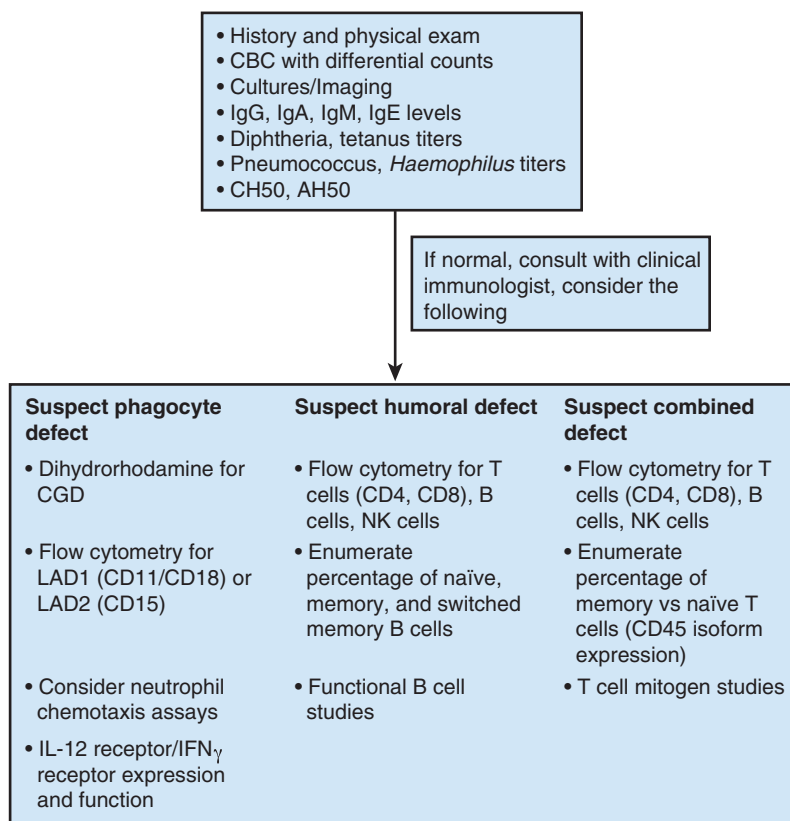 • History and physical exam
• CBC with differential counts
• Cultures/Imaging
• IgG, IgA, IgM, IgE levels
• Diphtheria, tetanus titers
• Pneumococcus, Haemophilus titers
• CH50, AH50
If normal, consult with clinical
immunologist, consider the
following
Suspect phagocyte
defect
• Dihydrorhodamine for
CGD
• Flow cytometry for
LAD1 (CD11/CD18) or
LAD2 (CD15)
• Consider neutrophil
chemotaxis assays
• IL-12 receptor/IFNγ
receptor expression
and function
Suspect humoral defect
• Flow cytometry for T
cells (CD4, CD8), B
cells, NK cells
• Enumerate
percentage of naïve,
memory, and switched
memory B cells
• Functional B cell
studies
Suspect combined
defect
• Flow cytometry for T
cells (CD4, CD8), B
cells, NK cells
• Enumerate
percentage of
memory vs naïve T
cells (CD45 isoform
expression)
• T cell mitogen studies